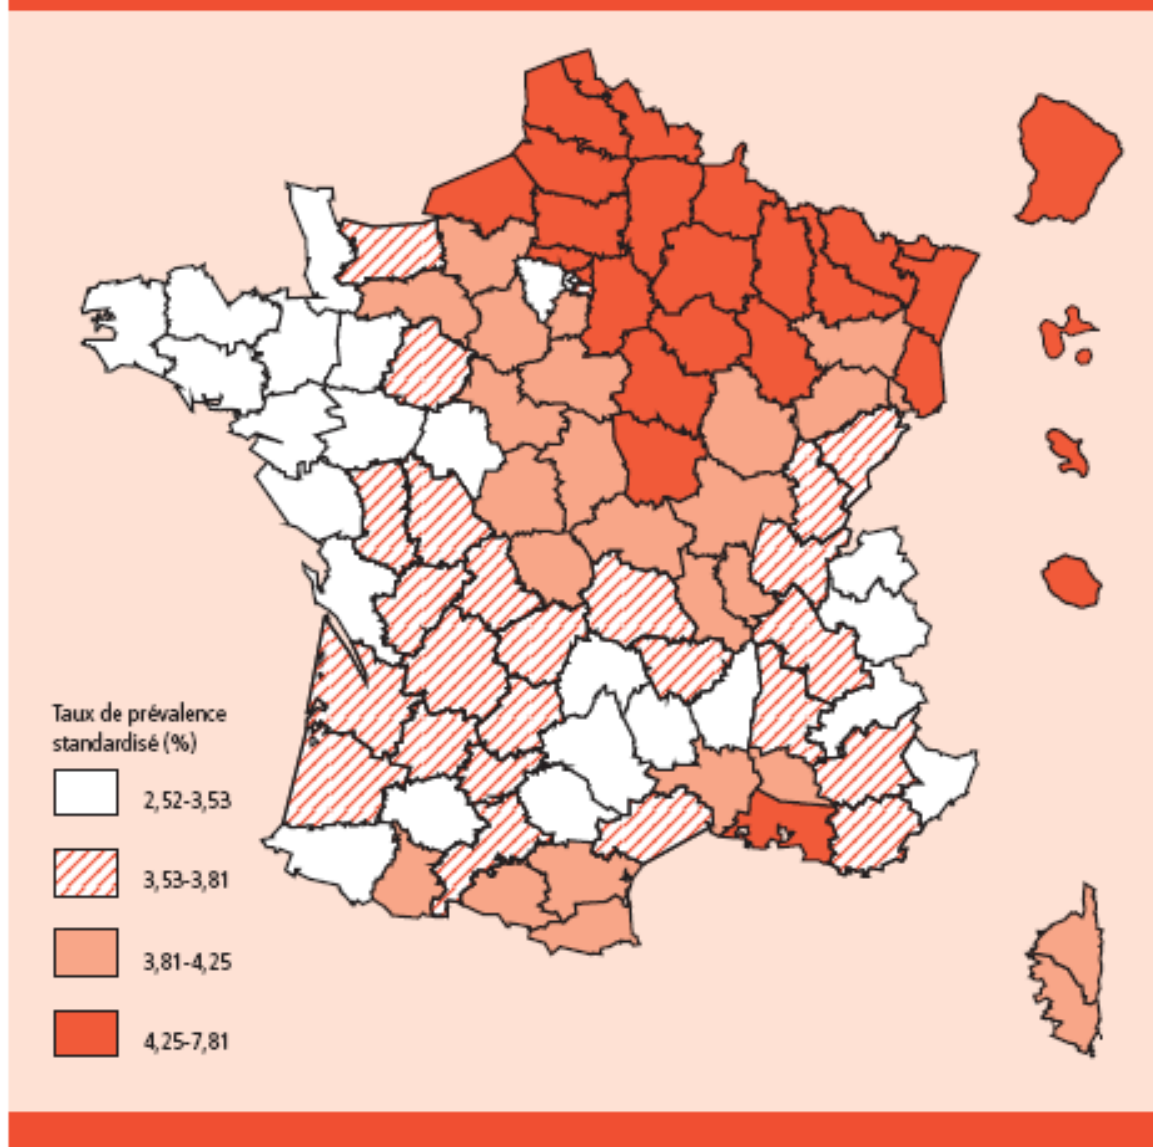 Taux de prévalence
standardisé (%)
2,52-3,53
3,53-3,81
3,81-4,25
4,25-7,81